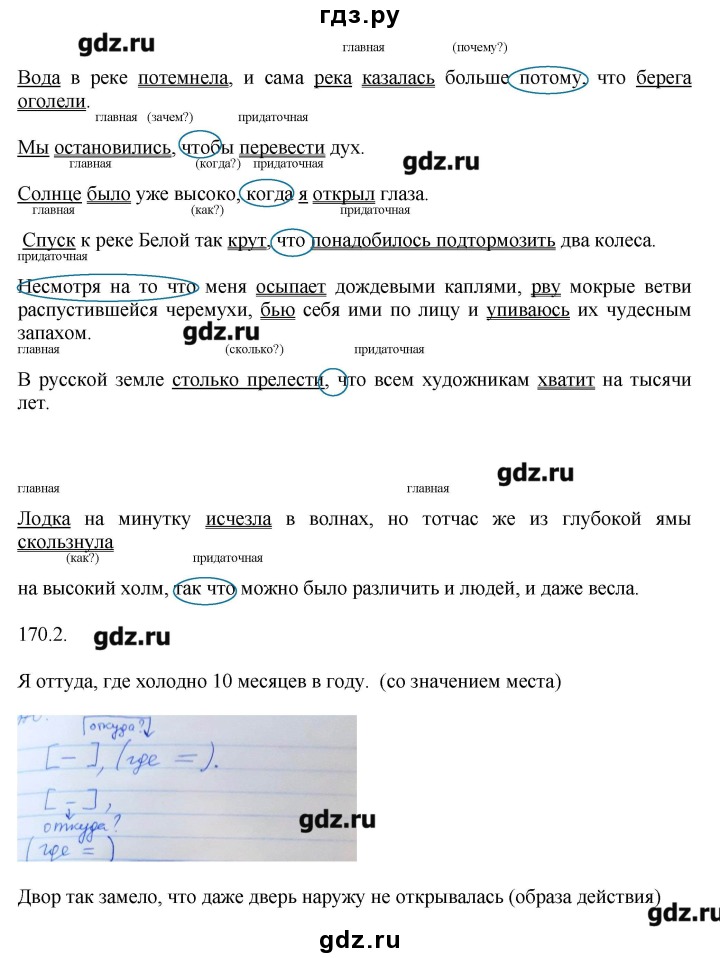 гдз.ру
gdz.ru
главная (почему?)
Вода в реке потемнела, и сама река казалась больше потому, что берега
оголели.
главная (зачем?) придаточная
Мы остановились, чтобы перевести дух.
gdz.ru
главная (когда?) придаточная
Солнце было уже высоко, когда я открыл глаза.
главная (как?) придаточная
Спуск к реке Белой так крут, что понадобилось подтормозить два колеса.
придаточная
Несмотря на то что меня осыпает дождевыми каплями, рву мокрые ветви
распустившейся черемухи, бью себя ими по лицу и упиваюсь их чудесным
запахом.
gdz.ru
главная (сколько?) придаточная
В русской земле столько прелести, что всем художникам хватит на тысячи
лет.
gdz.ru
главная главная
Лодка на минутку исчезла в волнах, но тотчас же из глубокой ямы
скользнула
(как?) придаточная
на высокий холм, так что можно было различить и людей, и даже весла.
170.2.
gdz.ru
Я оттуда, где холодно 10 месяцев в году. (со значением места)
откуда?
[–], (где =).
[–],
откуда?
(где =)
gdz.ru
Двор так замело, что даже дверь наружу не открывалась (образа действия)
gdz.ru
gdz.ru